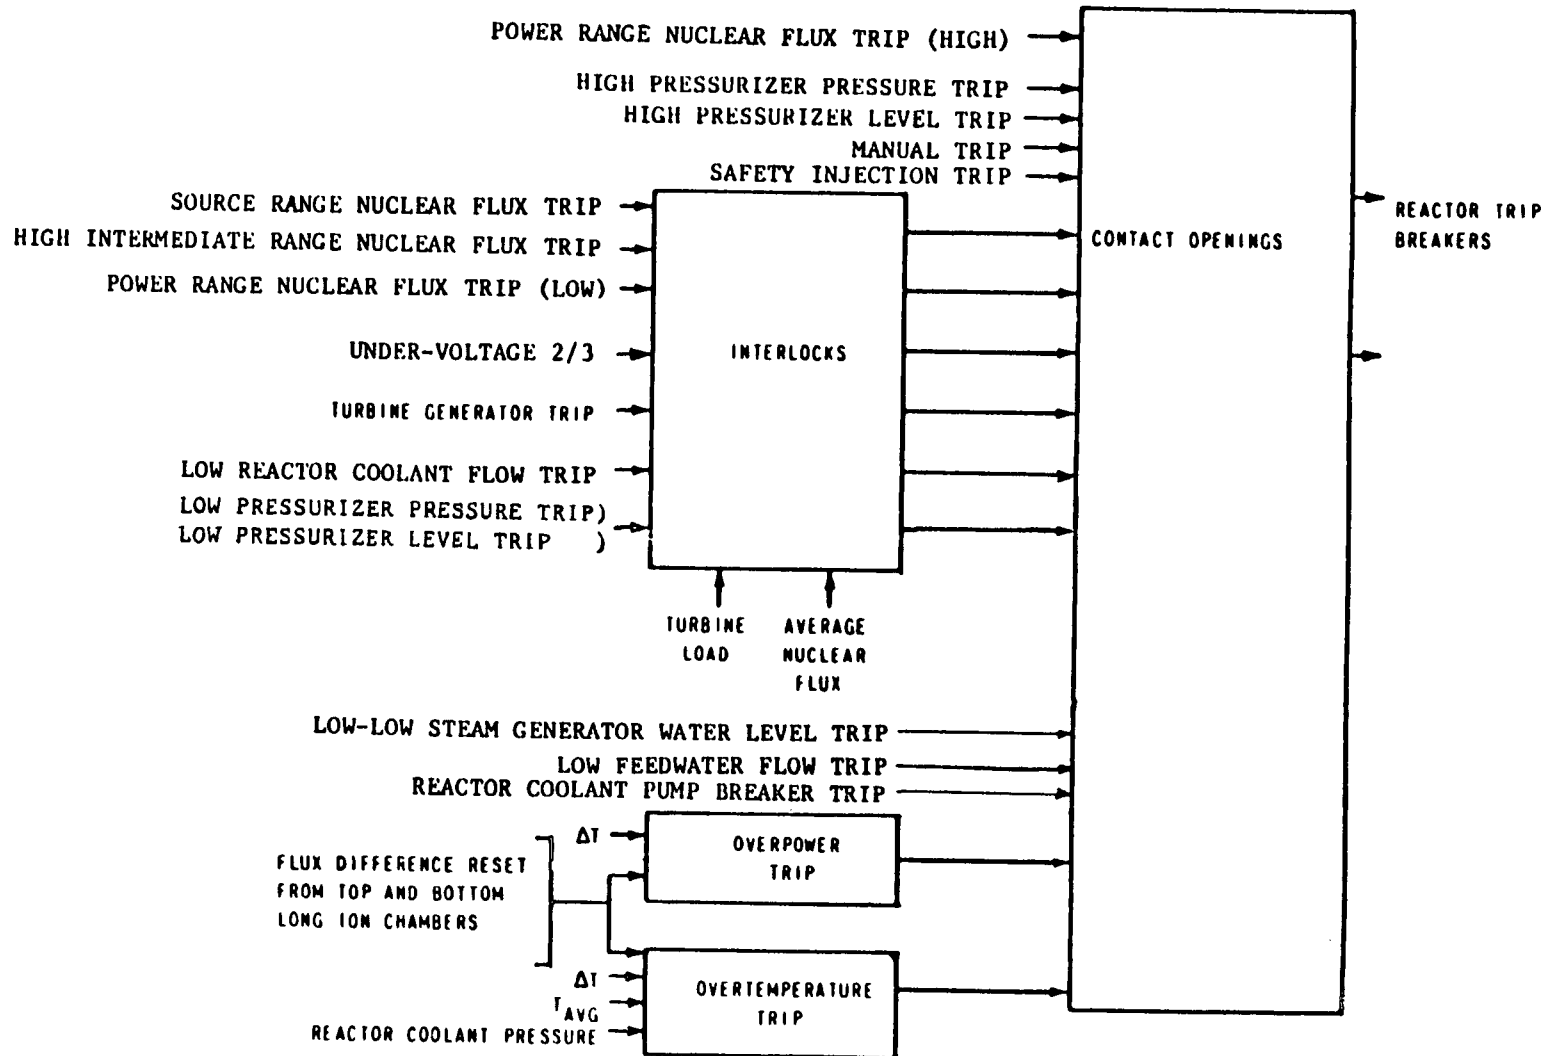 POWER RANGE NUCLEAR FLUX TRIP (HIGH)
HIGH PRESSURIZER PRESSURE TRIP
HIGH PRESSURIZER LEVEL TRIP
MANUAL TRIP
SAFETY INJECTION TRIP
SOURCE RANGE NUCLEAR FLUX TRIP
HIGH INTERMEDIATE RANGE NUCLEAR FLUX TRIP
POWER RANGE NUCLEAR FLUX TRIP (LOW)
UNDER-VOLTAGE 2/3
TURBINE GENERATOR TRIP
LOW REACTOR COOLANT FLOW TRIP
LOW PRESSURIZER PRESSURE TRIP)
LOW PRESSURIZER LEVEL TRIP )
INTERLOCKS
TURBINE
LOAD
AVERAGE
NUCLEAR
FLUX
CONTACT OPENINGS
REACTOR TRIP
BREAKERS
LOW-LOW STEAM GENERATOR WATER LEVEL TRIP
LOW FEEDWATER FLOW TRIP
REACTOR COOLANT PUMP BREAKER TRIP
FLUX DIFFERENCE RESET
FROM TOP AND BOTTOM
LONG ION CHAMBERS
ΔT
OVERPOWER
TRIP
ΔT
TAVG
REACTOR COOLANT PRESSURE
OVERTEMPERATURE
TRIP